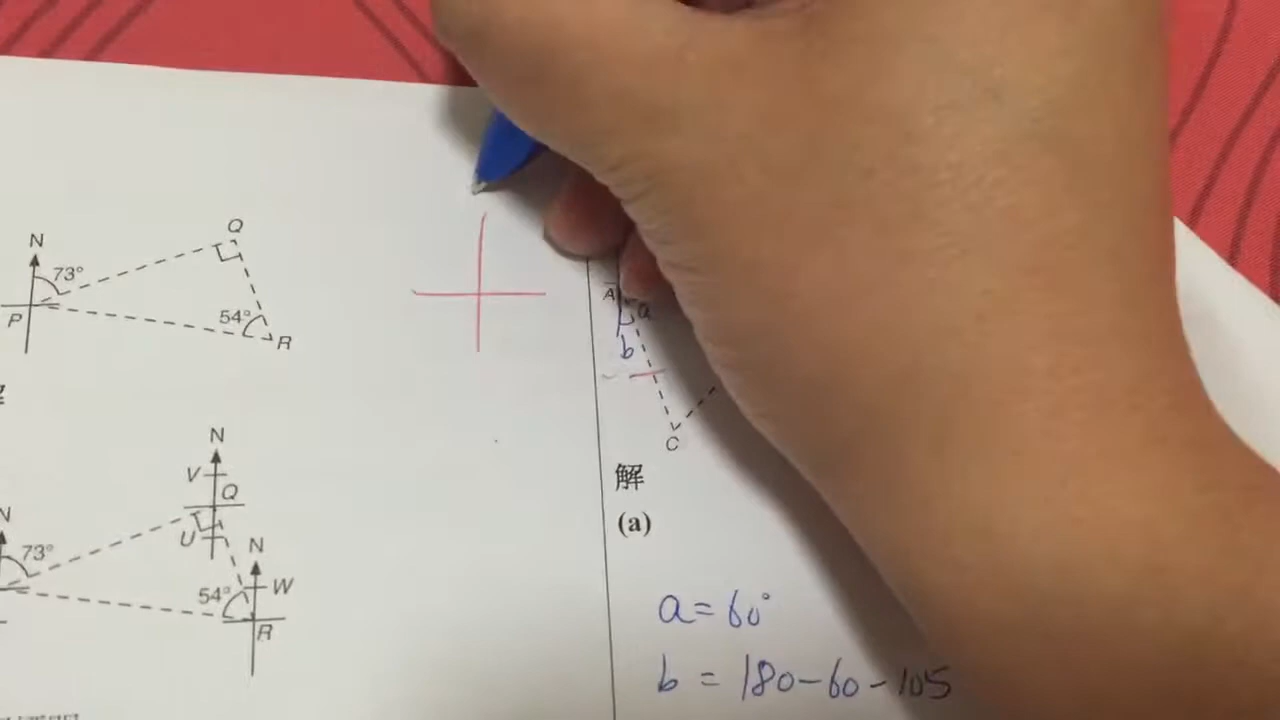 N
73°
Q
P
54°
R
N
V
Q
U
N
73°
N
54°
W
R
A
a
b
C
解
(a)
a = 60°
b = 180-60-105